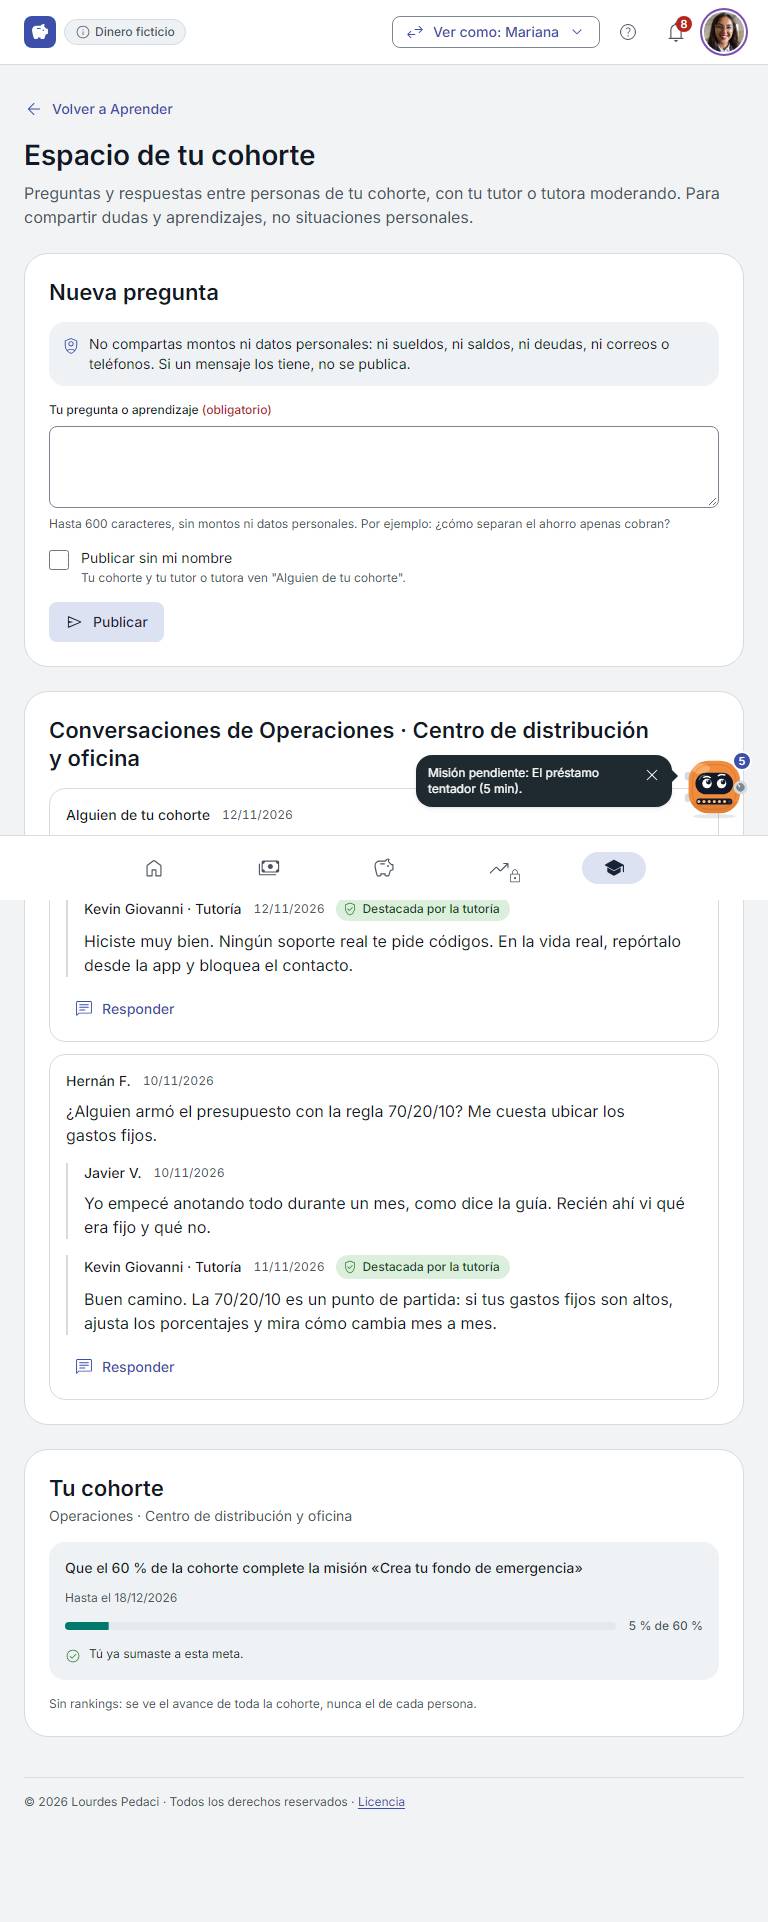 Dinero ficticio
Ver como: Mariana
8
Volver a Aprender
Espacio de tu cohorte
Preguntas y respuestas entre personas de tu cohorte, con tu tutor o tutora moderando. Para
compartir dudas y aprendizajes, no situaciones personales.
Nueva pregunta
No compartas montos ni datos personales: ni sueldos, ni saldos, ni deudas, ni correos o
teléfonos. Si un mensaje los tiene, no se publica.
Tu pregunta o aprendizaje (obligatorio)
Hasta 600 caracteres, sin montos ni datos personales. Por ejemplo: ¿cómo separan el ahorro apenas cobran?
Publicar sin mi nombre
Tu cohorte y tu tutor o tutora ven "Alguien de tu cohorte".
Publicar
Conversaciones de Operaciones · Centro de distribución
y oficina
Misión pendiente: El préstamo
tentador (5 min).
5
Alguien de tu cohorte 12/11/2026
Kevin Giovanni · Tutoría 12/11/2026 Destacada por la tutoría
Hiciste muy bien. Ningún soporte real te pide códigos. En la vida real, repórtalo
desde la app y bloquea el contacto.
Responder
Hernán F. 10/11/2026
¿Alguien armó el presupuesto con la regla 70/20/10? Me cuesta ubicar los
gastos fijos.
Javier V. 10/11/2026
Yo empecé anotando todo durante un mes, como dice la guía. Recién ahí vi qué
era fijo y qué no.
Kevin Giovanni · Tutoría 11/11/2026 Destacada por la tutoría
Buen camino. La 70/20/10 es un punto de partida: si tus gastos fijos son altos,
ajusta los porcentajes y mira cómo cambia mes a mes.
Responder
Tu cohorte
Operaciones · Centro de distribución y oficina
Que el 60 % de la cohorte complete la misión «Crea tu fondo de emergencia»
Hasta el 18/12/2026
5 % de 60 %
Tú ya sumaste a esta meta.
Sin rankings: se ve el avance de toda la cohorte, nunca el de cada persona.
© 2026 Lourdes Pedaci · Todos los derechos reservados · Licencia